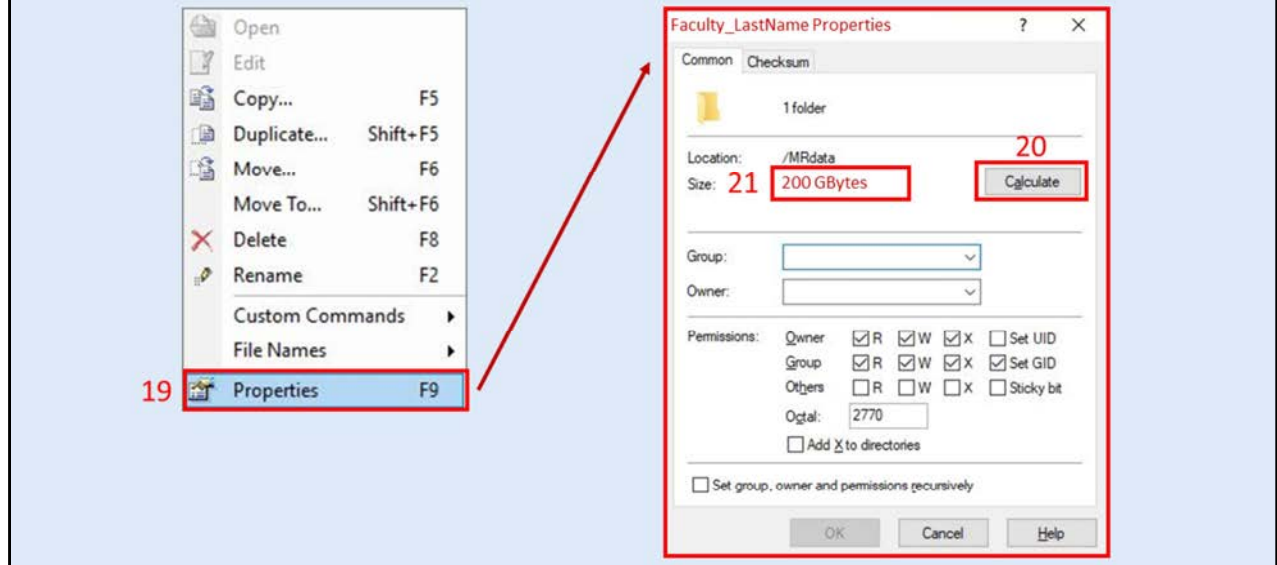 Open
Edit
Copy... F5
Duplicate... Shift+F5
Move... F6
Move To... Shift+F6
Delete F8
Rename F2
Custom Commands
File Names
19 Properties F9
Faculty_LastName Properties ? ×
Common Checksum
1 folder
20
Location: /MRdata
Size: 21 200 GBytes Calculate
Group:
Owner:
Permissions: Owner R W X Set UID
Group R W X Set GID
Others R W X Sticky bit
Octal: 2770
Add X to directories
Set group, owner and permissions recursively
OK Cancel Help